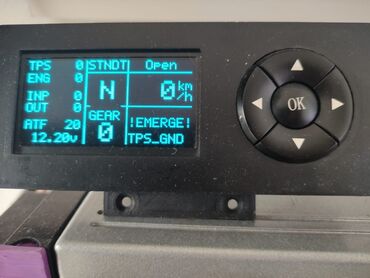 TPS 0 STNDT Open
ENG 0
N 0 km/h
INP 0
OUT 0
GEAR
ATF 20 0 !EMERGE!
12.20v TPS_GND
OK